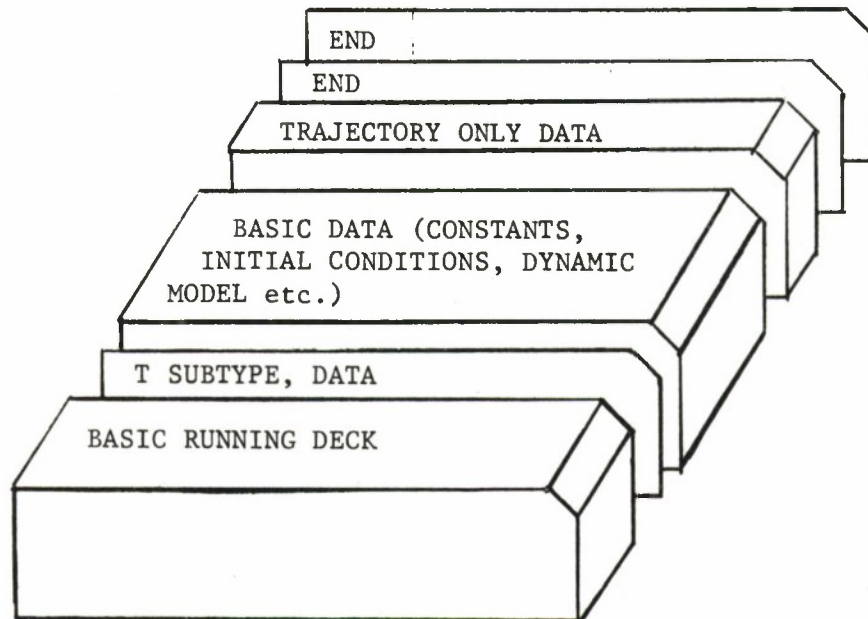 END
END
TRAJECTORY ONLY DATA
BASIC DATA (CONSTANTS,
INITIAL CONDITIONS, DYNAMIC
MODEL etc.)
T SUBTYPE, DATA
BASIC RUNNING DECK